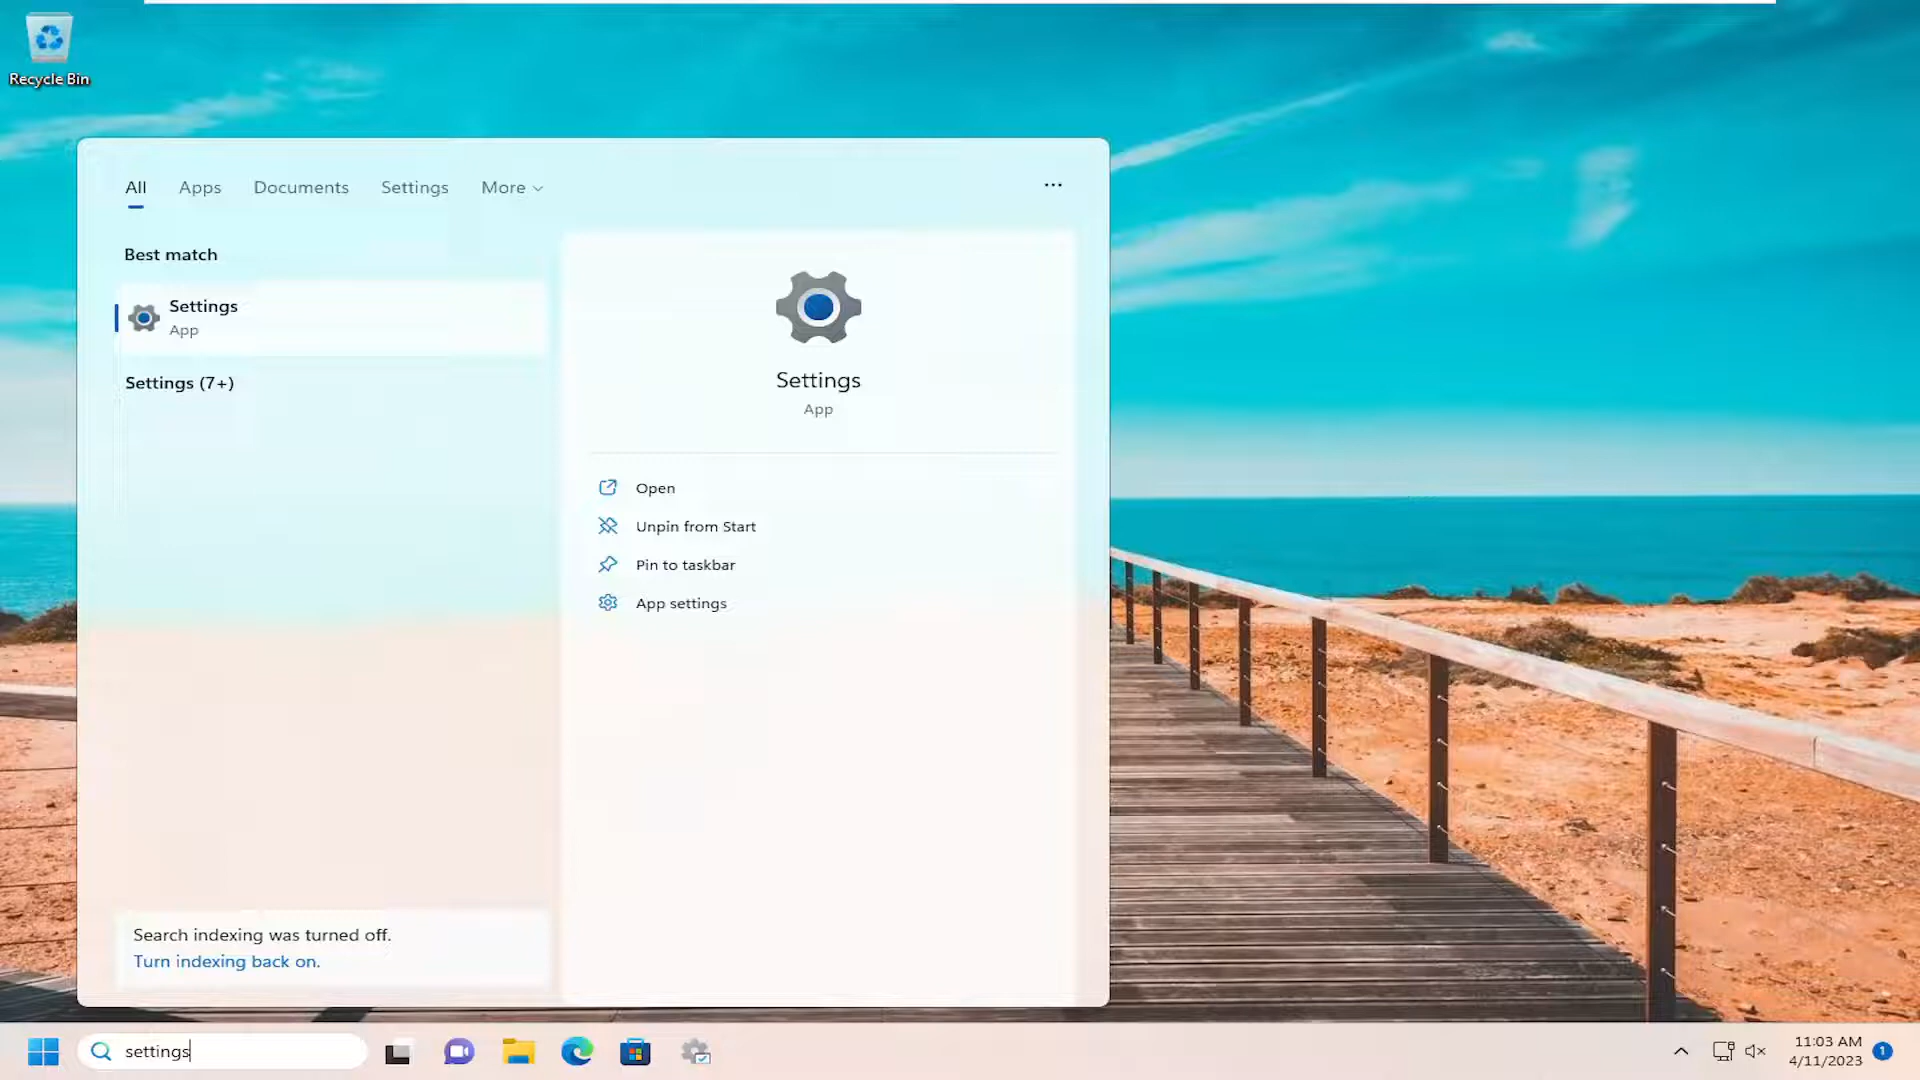 Recycle Bin
All Apps Documents Settings More
Best match
Settings
App
Settings (7+)
Settings
App
Open
Unpin from Start
Pin to taskbar
App settings
Search indexing was turned off.
Turn indexing back on.
settings
11:03 AM
4/11/2023
1